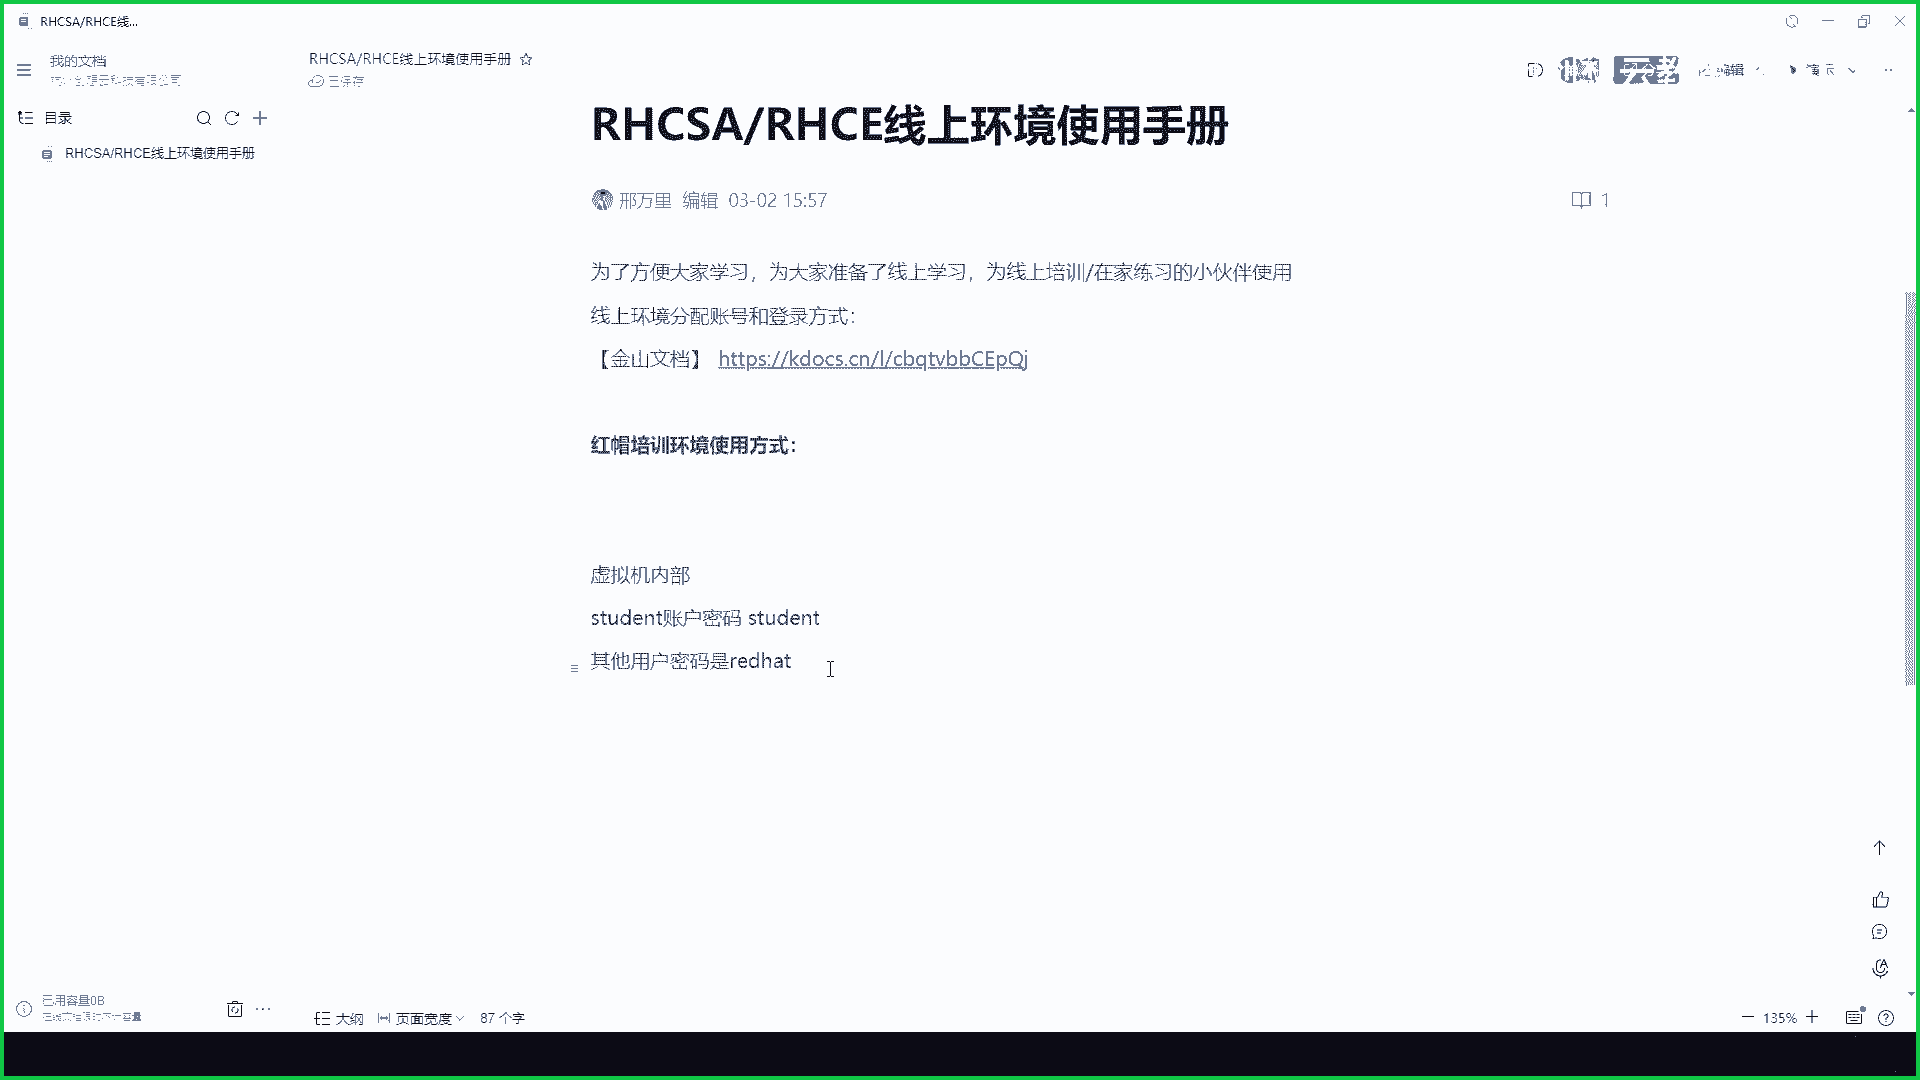 RHCSA/RHCE线...
我的文档
RHCSA/RHCE线上环境使用手册
已保存
编辑
演示
目录
RHCSA/RHCE线上环境使用手册
RHCSA/RHCE线上环境使用手册
邢万里 编辑 03-02 15:57
1
为了方便大家学习，为大家准备了线上学习，为线上培训/在家练习的小伙伴使用
线上环境分配账号和登录方式：
【金山文档】 https://kdocs.cn/l/cbqtvbbCEpQj
红帽培训环境使用方式：
虚拟机内部
student账户密码 student
其他用户密码是redhat
已用容量0B
大纲
页面宽度
87 个字
135%